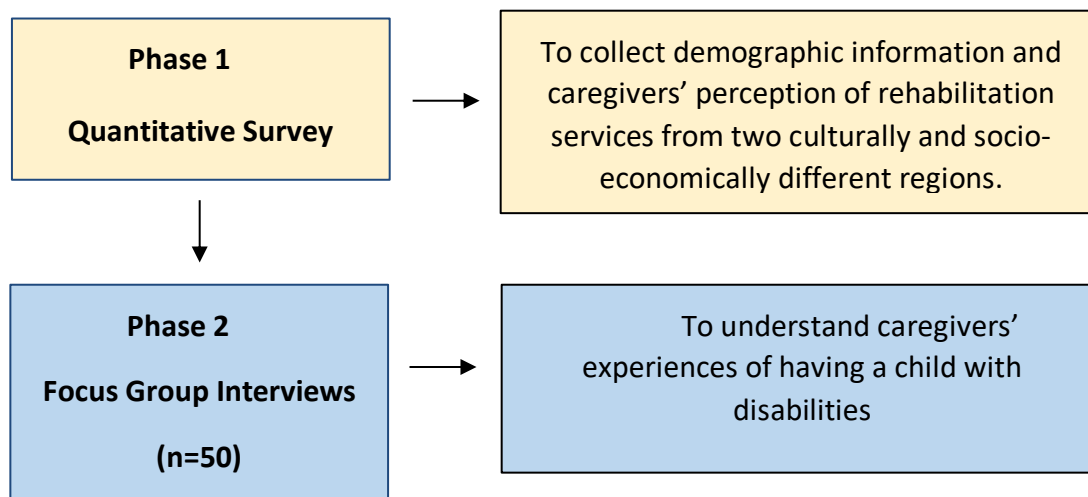 Phase 1
Quantitative Survey
To collect demographic information and
caregivers’ perception of rehabilitation
services from two culturally and socio-
economically different regions.
Phase 2
Focus Group Interviews
(n=50)
To understand caregivers’
experiences of having a child with
disabilities